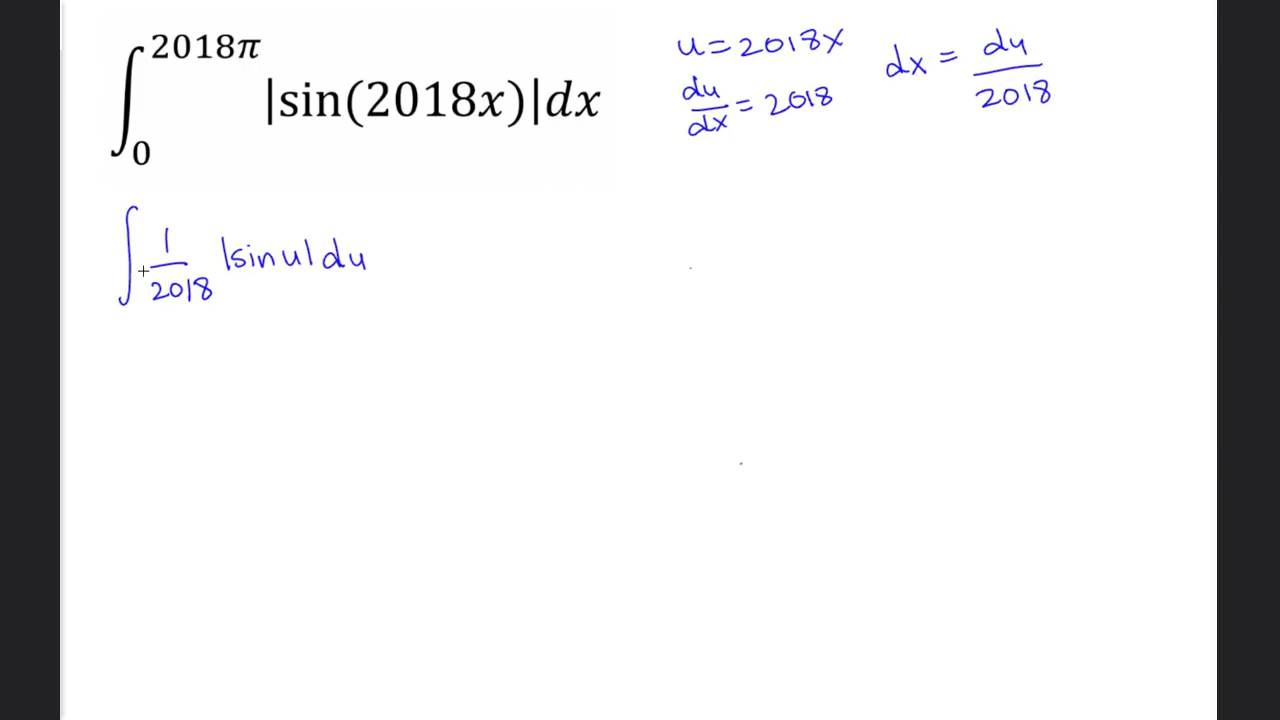 ∫₀^{2018π} |sin(2018x)|dx
u = 2018x
du/dx = 2018
dx = du/2018
∫ 1/2018 |sin u| du